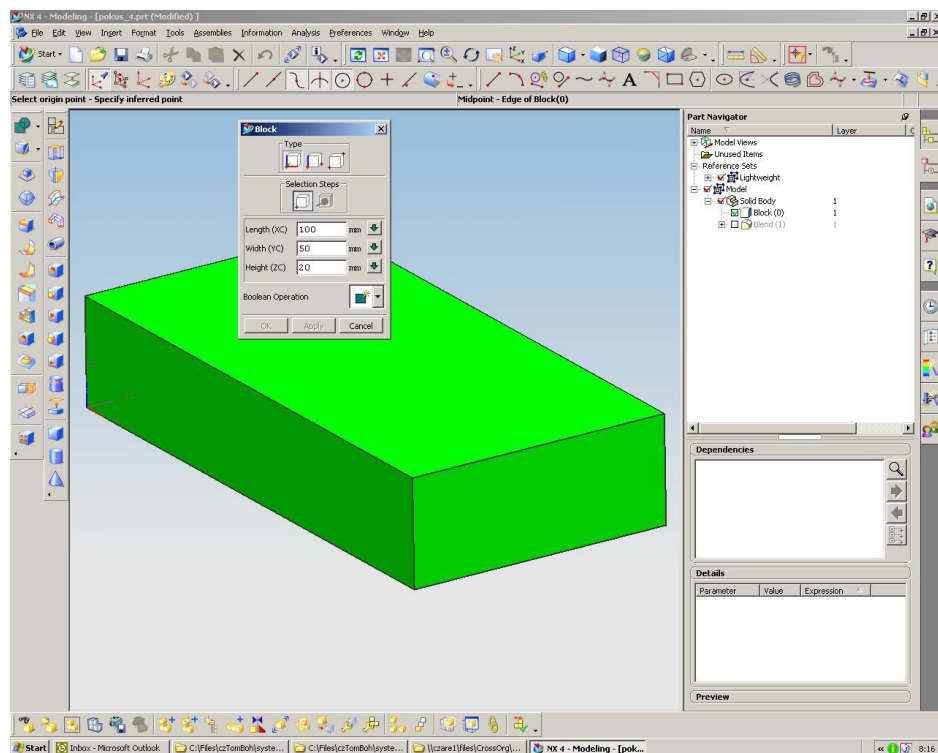 NX 4 - Modeling - [pokus_4.prt (Modified) ]
File Edit View Insert Format Tools Assemblies Information Analysis Preferences Window Help
Start
Select origin point - Specify inferred point
Midpoint - Edge of Block(0)
Block
Type
Selection Steps
Length (XC) 100 mm
Width (YC) 50 mm
Height (ZC) 20 mm
Boolean Operation
OK Apply Cancel
Part Navigator
Name Layer C
Model Views
Unused Items
Reference Sets
Lightweight
Model
Solid Body 1
Block (0) 1
Blend (1) 1
Dependencies
Details
Parameter Value Expression
Preview
Start Inbox - Microsoft Outlook C:\Files\czTomBoh\syste... C:\Files\czTomBoh\syste... \\czare1\files\CrossOrg\... NX 4 - Modeling - [pok... 8:16